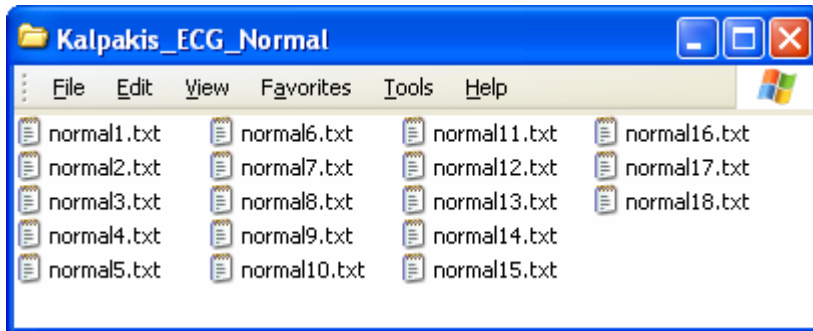 Kalpakis_ECG_Normal
File Edit View Favorites Tools Help
normal1.txt normal6.txt normal11.txt normal16.txt
normal2.txt normal7.txt normal12.txt normal17.txt
normal3.txt normal8.txt normal13.txt normal18.txt
normal4.txt normal9.txt normal14.txt
normal5.txt normal10.txt normal15.txt